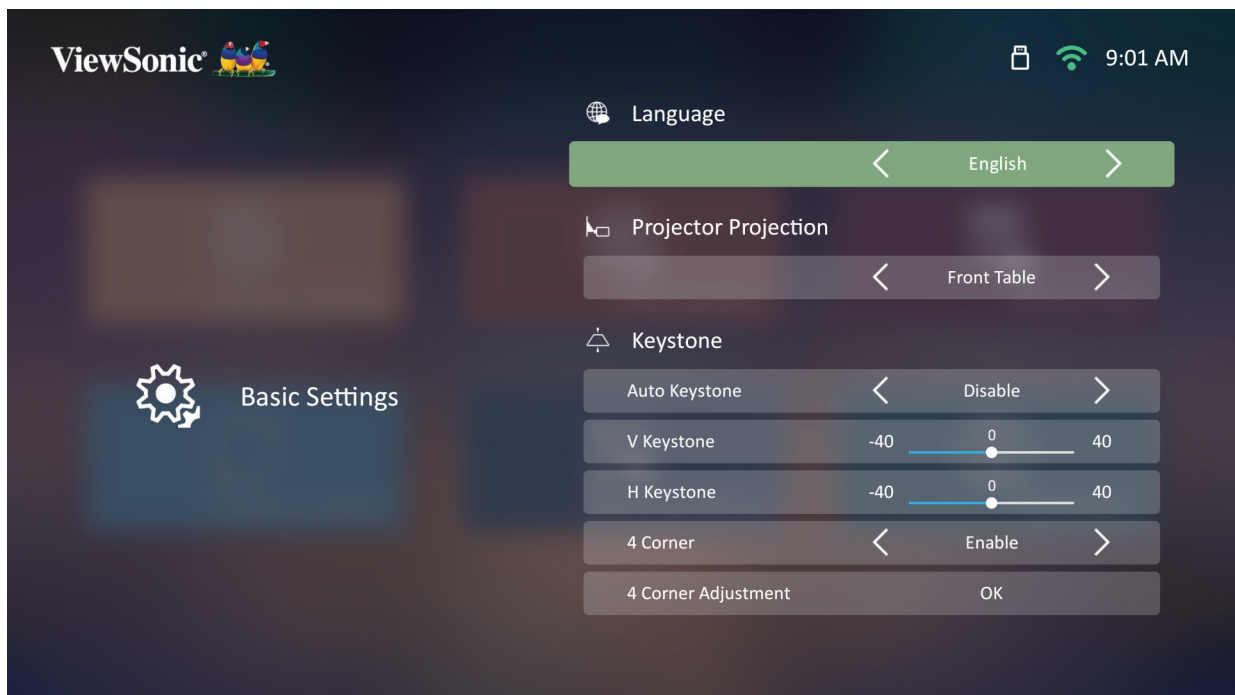 ViewSonic®
9:01 AM
Language
English
Projector Projection
Front Table
Keystone
Basic Settings
Auto Keystone Disable
V Keystone -40 0 40
H Keystone -40 0 40
4 Corner Enable
4 Corner Adjustment OK